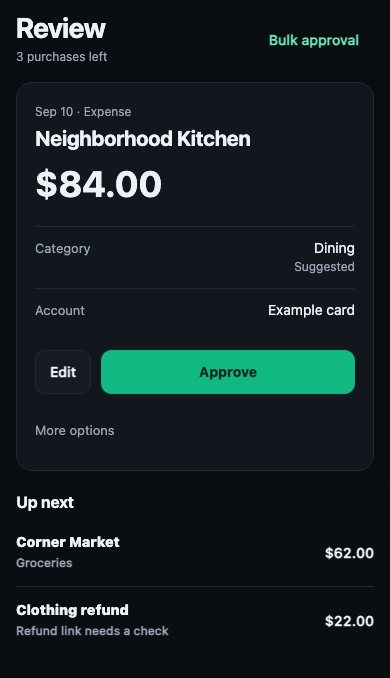 Review
3 purchases left
Bulk approval
Sep 10 · Expense
Neighborhood Kitchen
$84.00
Category
Dining
Suggested
Account
Example card
Edit
Approve
More options
Up next
Corner Market
Groceries
$62.00
Clothing refund
Refund link needs a check
$22.00